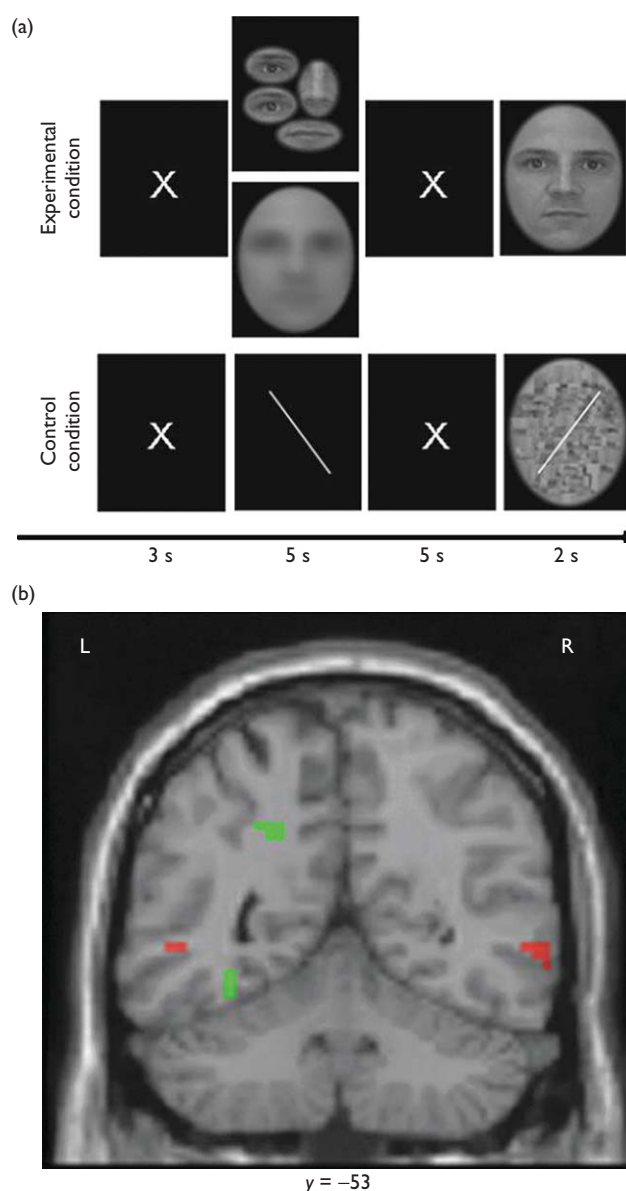 (a)
Experimental
condition
X
X
Control
condition
X
X
3 s
5 s
5 s
2 s
(b)
L
R
y = −53